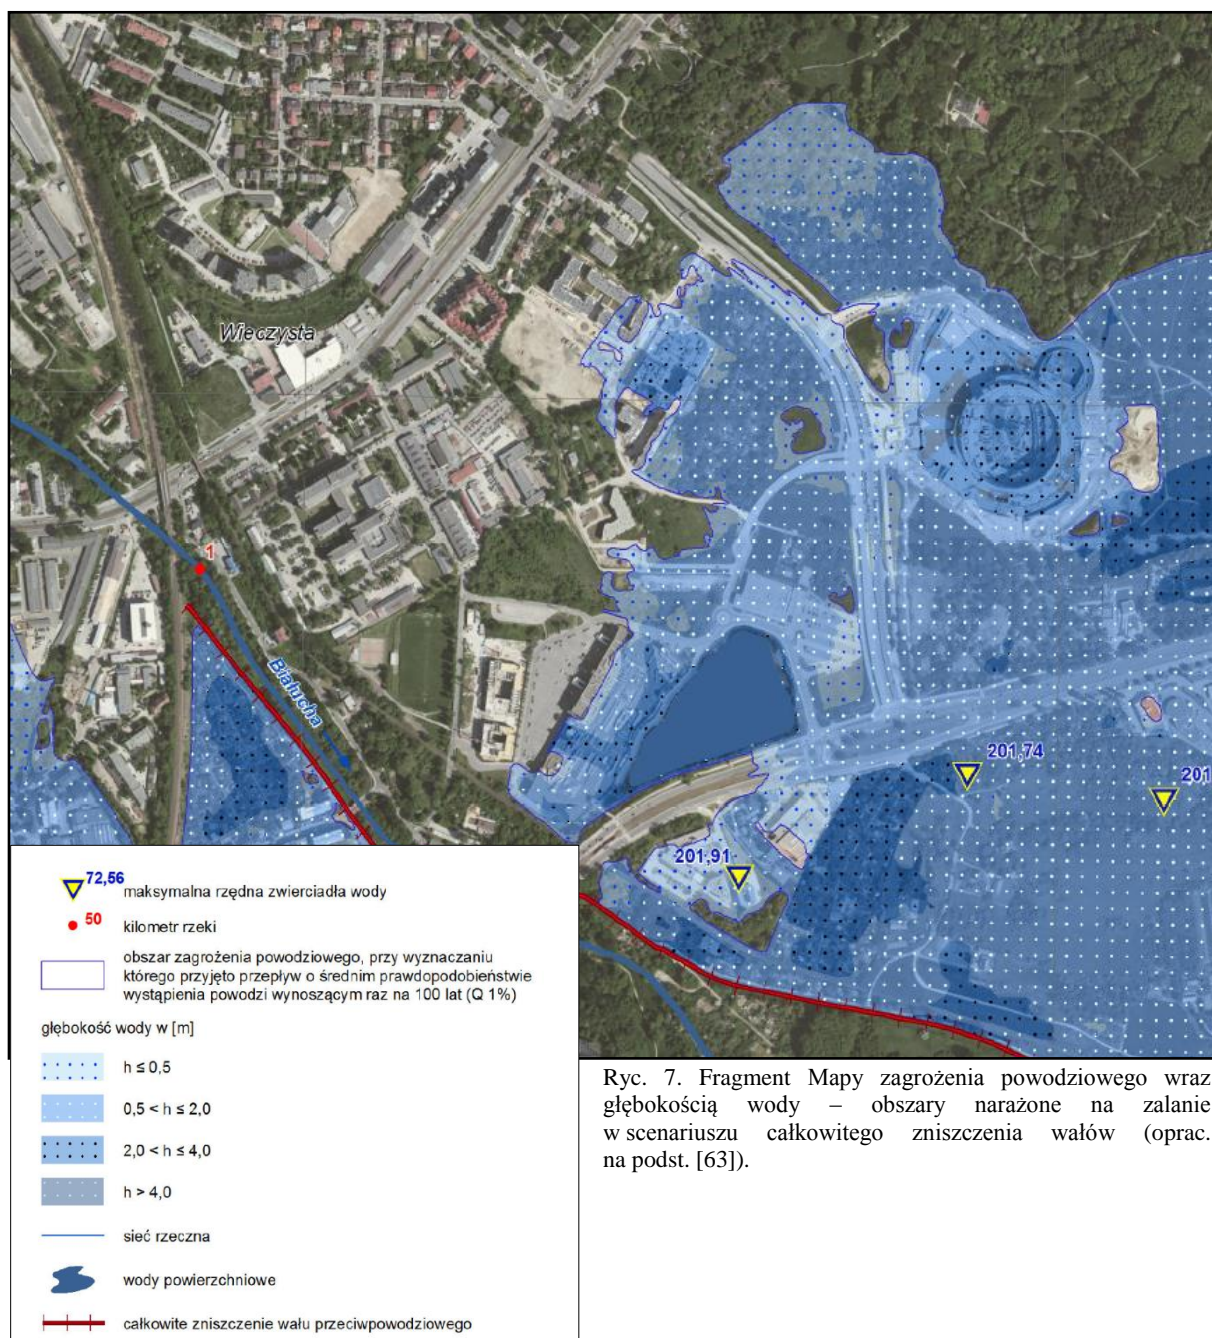 Wieczysta
1
Białucha
201,74
201
201,91
72,56
maksymalna rzędna zwierciadła wody
50
kilometr rzeki
obszar zagrożenia powodziowego, przy wyznaczaniu
którego przyjęto przepływ o średnim prawdopodobieństwie
wystąpienia powodzi wynoszącym raz na 100 lat (Q 1%)
głębokość wody w [m]
h ≤ 0,5
0,5 < h ≤ 2,0
2,0 < h ≤ 4,0
h > 4,0
sieć rzeczna
wody powierzchniowe
całkowite zniszczenie wału przeciwpowodziowego
Ryc. 7. Fragment Mapy zagrożenia powodziowego wraz
głębokością wody – obszary narażone na zalanie
w scenariuszu całkowitego zniszczenia wałów (oprac.
na podst. [63]).